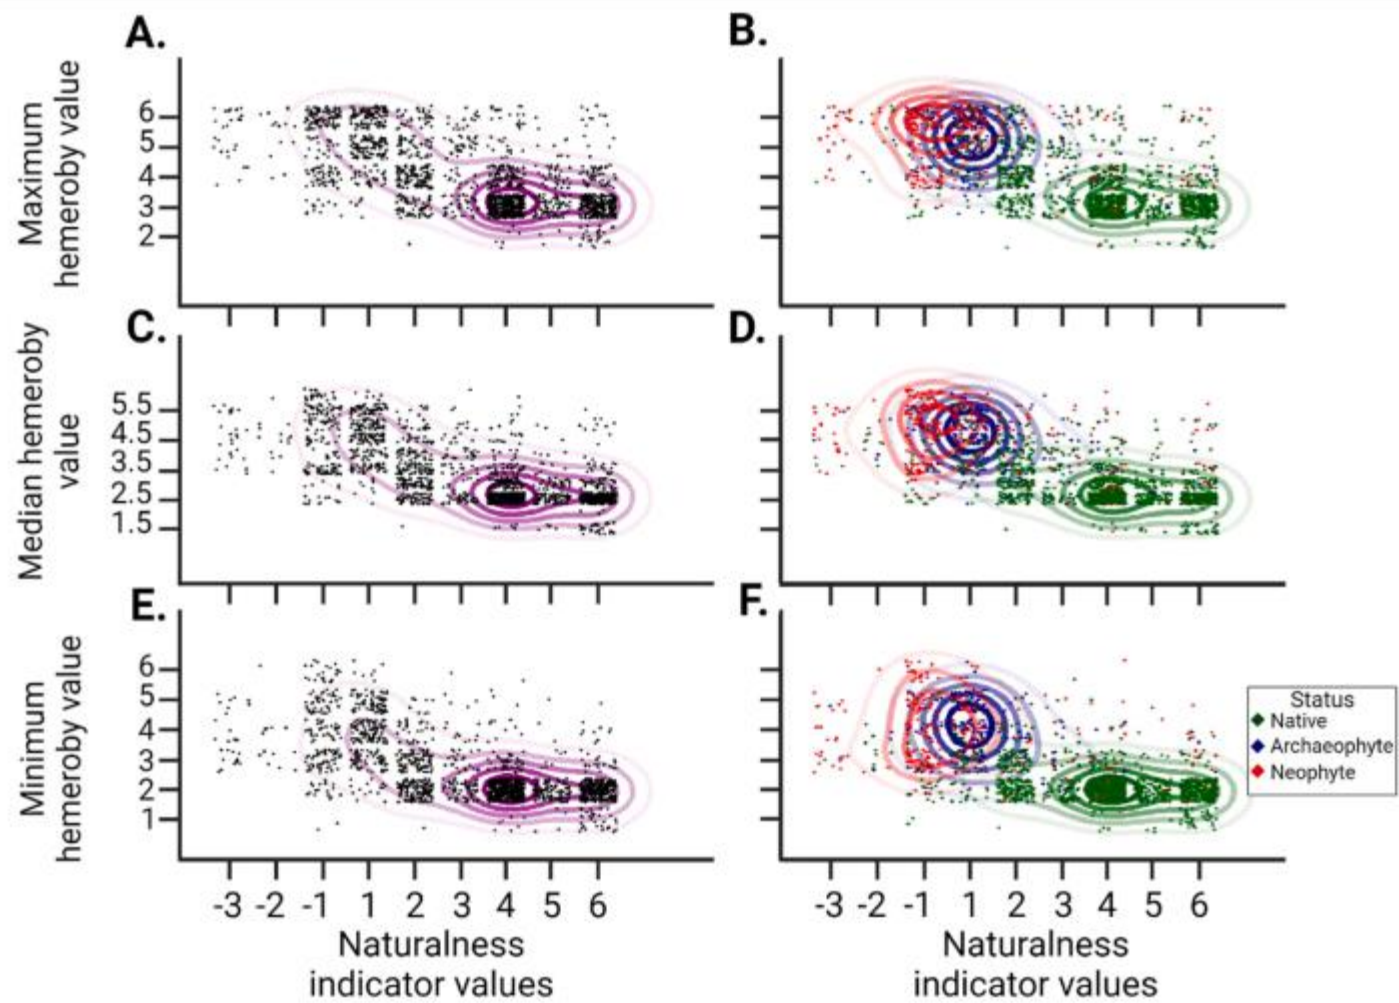 A.
B.
Maximum
hemeroby value
6
5
4
3
2
C.
D.
Median hemeroby
value
5.5
4.5
3.5
2.5
1.5
E.
F.
Minimum
hemeroby value
6
5
4
3
2
1
Status
Native
Archaeophyte
Neophyte
-3 -2 -1 1 2 3 4 5 6
-3 -2 -1 1 2 3 4 5 6
Naturalness
indicator values
Naturalness
indicator values